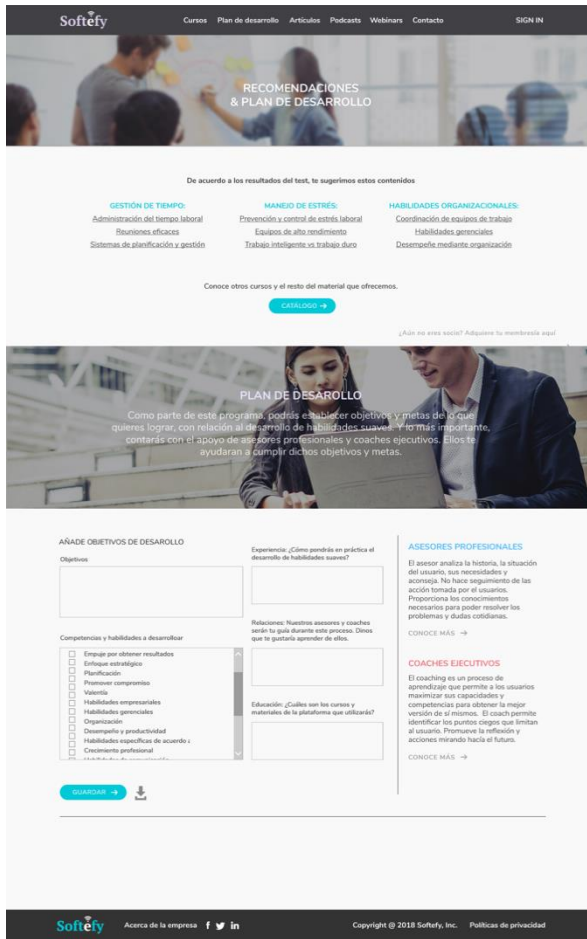 Softefy
Cursos Plan de desarrollo Artículos Podcasts Webinars Contacto SIGN IN
RECOMENDACIONES
& PLAN DE DESARROLLO
De acuerdo a los resultados del test, te sugerimos estos contenidos
GESTIÓN DE TIEMPO:
Administración del tiempo laboral
Reuniones eficaces
Sistemas de planificación y gestión
MANEJO DE ESTRÉS:
Prevención y control de estrés laboral
Equipos de alto rendimiento
Trabajo inteligente vs trabajo duro
HABILIDADES ORGANIZACIONALES:
Coordinación de equipos de trabajo
Habilidades gerenciales
Desempeñe mediante organización
Conoce otros cursos y el resto del material que ofrecemos.
CATÁLOGO →
¿Aún no eres socio? Adquiere tu membresía aquí
PLAN DE DESAROLLO
Como parte de este programa, podrás establecer objetivos y metas de lo que
quieres lograr, con relación al desarrollo de habilidades suaves. Y lo más importante,
contarás con el apoyo de asesores profesionales y coaches ejecutivos. Ellos te
ayudaran a cumplir dichos objetivos y metas.
AÑADE OBJETIVOS DE DESAROLLO
Objetivos
Competencias y habilidades a desarrolloar
Empuje por obtener resultados
Enfoque estratégico
Planificación
Promover compromiso
Valentía
Habilidades empresariales
Habilidades gerenciales
Organización
Desempeño y productividad
Habilidades específicas de acuerdo a
Crecimiento profesional
Habilidades de comunicación
GUARDAR →
Experiencia: ¿Cómo pondrás en práctica el
desarrollo de habilidades suaves?
Relaciones: Nuestros asesores y coaches
serán tu guía durante este proceso. Dinos
que te gustaría aprender de ellos.
Educación: ¿Cuáles son los cursos y
materiales de la plataforma que utilizarás?
ASESORES PROFESIONALES
El asesor analiza la historia, la situación
del usuario, sus necesidades y
aconseja. No hace seguimiento de las
acción tomada por el usuarios.
Proporciona los conocimientos
necesarios para poder resolver los
problemas y dudas cotidianas.
CONOCE MÁS →
COACHES EJECUTIVOS
El coaching es un proceso de
aprendizaje que permite a los usuarios
maximizar sus capacidades y
competencias para obtener la mejor
versión de sí mismos. El coach permite
identificar los puntos ciegos que limitan
al usuario. Promueve la reflexión y
acciones mirando hacía el futuro.
CONOCE MÁS →
Softefy Acerca de la empresa Copyright @ 2018 Softefy, Inc. Políticas de privacidad